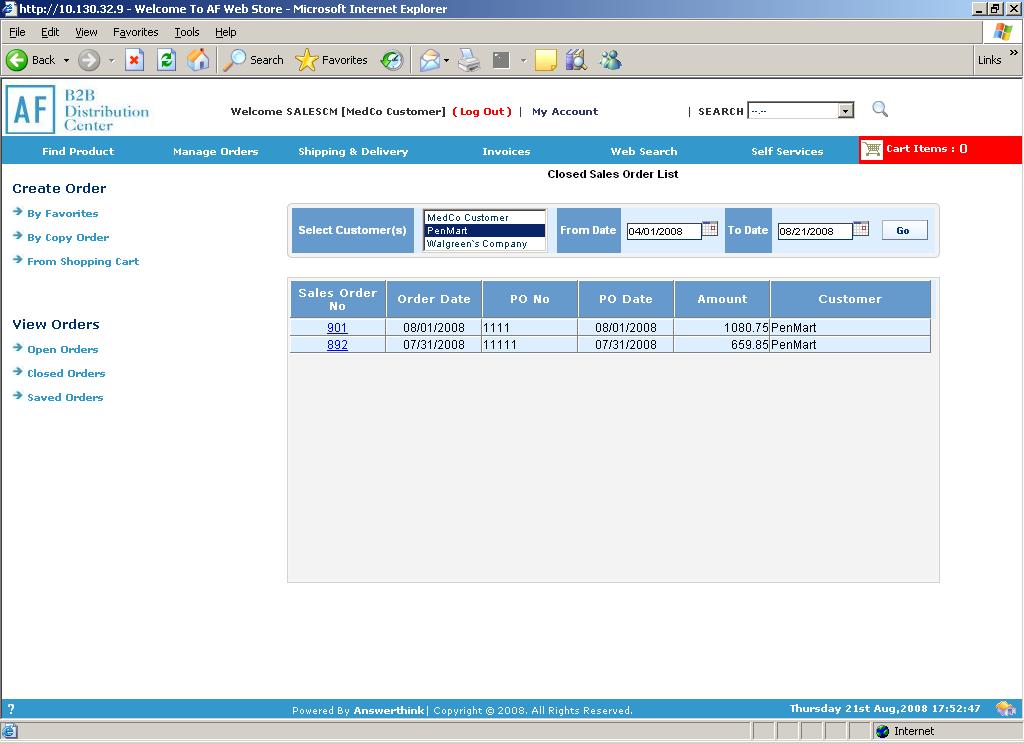 http://10.130.32.9 - Welcome To AF Web Store - Microsoft Internet Explorer
File Edit View Favorites Tools Help
Back Search Favorites Links »
AF B2B
Distribution
Center
Welcome SALESCM [MedCo Customer] ( Log Out ) | My Account | SEARCH --.--
Find Product Manage Orders Shipping & Delivery Invoices Web Search Self Services Cart Items : 0
Closed Sales Order List
Create Order
By Favorites
By Copy Order
From Shopping Cart
View Orders
Open Orders
Closed Orders
Saved Orders
Select Customer(s)
MedCo Customer
PenMart
Walgreen`s Company
From Date 04/01/2008 To Date 08/21/2008 Go
Sales Order No Order Date PO No PO Date Amount Customer
901 08/01/2008 1111 08/01/2008 1080.75 PenMart
892 07/31/2008 11111 07/31/2008 659.85 PenMart
? Powered By Answerthink | Copyright © 2008. All Rights Reserved. Thursday 21st Aug,2008 17:52:47
Internet